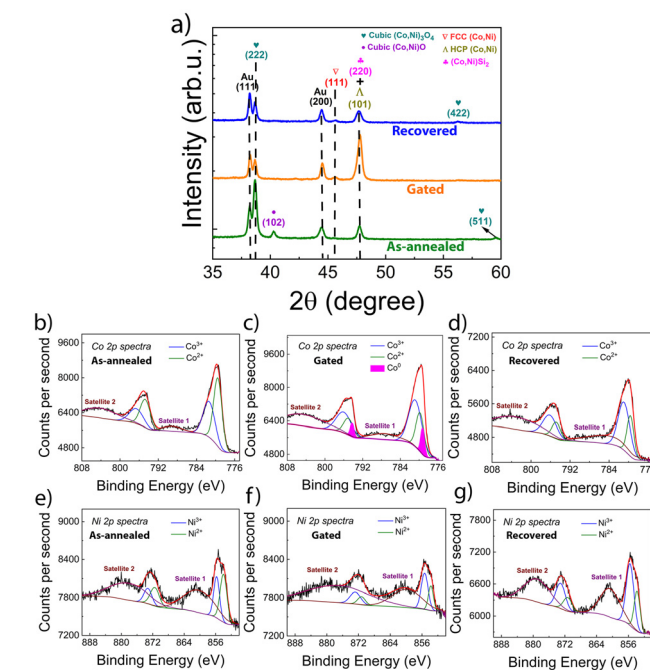 a)
♥ Cubic (Co,Ni)₃O₄
• Cubic (Co,Ni)O
∇ FCC (Co,Ni)
Λ HCP (Co,Ni)
♣ (Co,Ni)Si₂
Intensity (arb.u.)
♥
(222)
Au
(111)
Au
(200)
∇
(111)
♣
(220)
+
Λ
(101)
♥
(422)
Recovered
Gated
•
(102)
♥
(511)
As-annealed
35 40 45 50 55 60
2θ (degree)
b)
Counts per second
9600
8000
6400
4800
Co 2p spectra
As-annealed
Co³⁺
Co²⁺
Satellite 2
Satellite 1
808 800 792 784 776
Binding Energy (eV)
c)
Counts per second
9600
8000
6400
4800
Co 2p spectra
Gated
Co³⁺
Co²⁺
Co⁰
Satellite 2
Satellite 1
808 800 792 784 776
Binding Energy (eV)
d)
Counts per second
7200
6000
4800
Co 2p spectra
Recovered
Co³⁺
Co²⁺
Satellite 2
Satellite 1
808 800 792 784 776
Binding Energy (eV)
e)
Counts per second
9000
8400
7800
7200
Ni 2p spectra
As-annealed
Ni³⁺
Ni²⁺
Satellite 2
Satellite 1
888 880 872 864 856
Binding Energy (eV)
f)
Counts per second
9000
8400
7800
7200
Ni 2p spectra
Gated
Ni³⁺
Ni²⁺
Satellite 2
Satellite 1
888 880 872 864 856
Binding Energy (eV)
g)
Counts per second
7800
7200
6600
6000
Ni 2p spectra
Recovered
Ni³⁺
Ni²⁺
Satellite 2
Satellite 1
888 880 872 864 856
Binding Energy (eV)